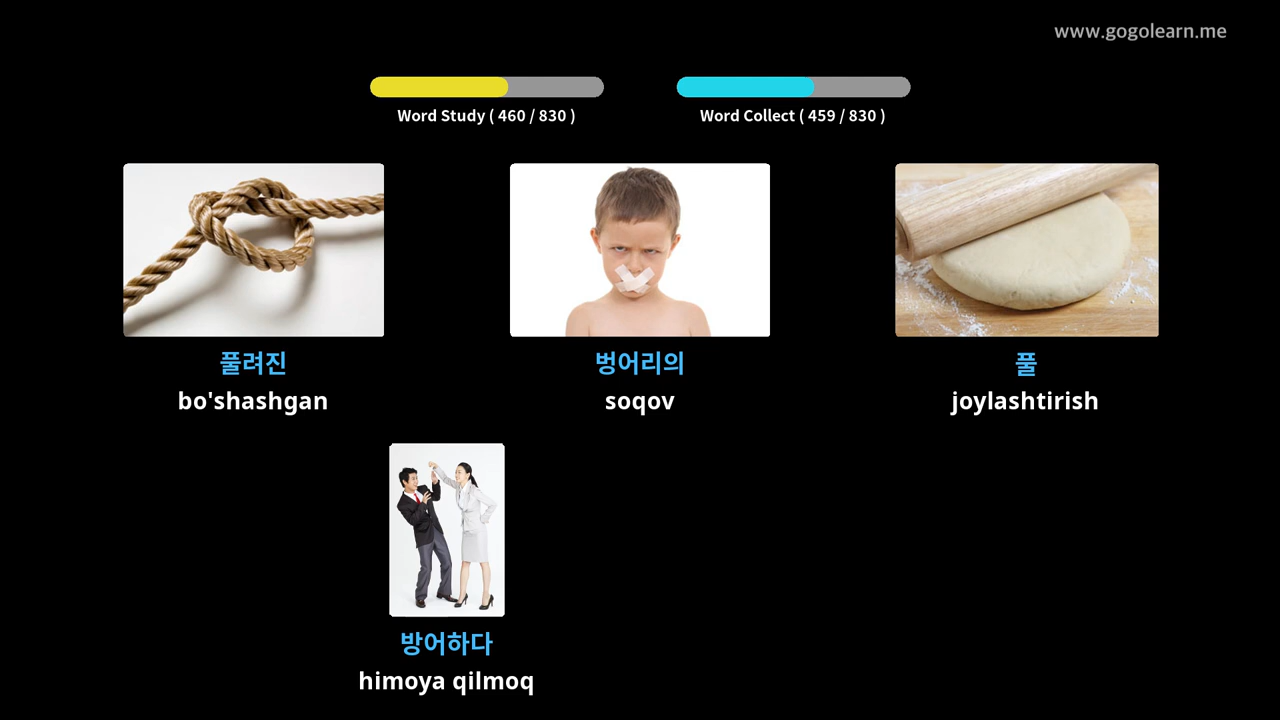 www.gogolearn.me
Word Study ( 460 / 830 )
Word Collect ( 459 / 830 )
풀려진
bo'shashgan
벙어리의
soqov
풀
joylashtirish
방어하다
himoya qilmoq